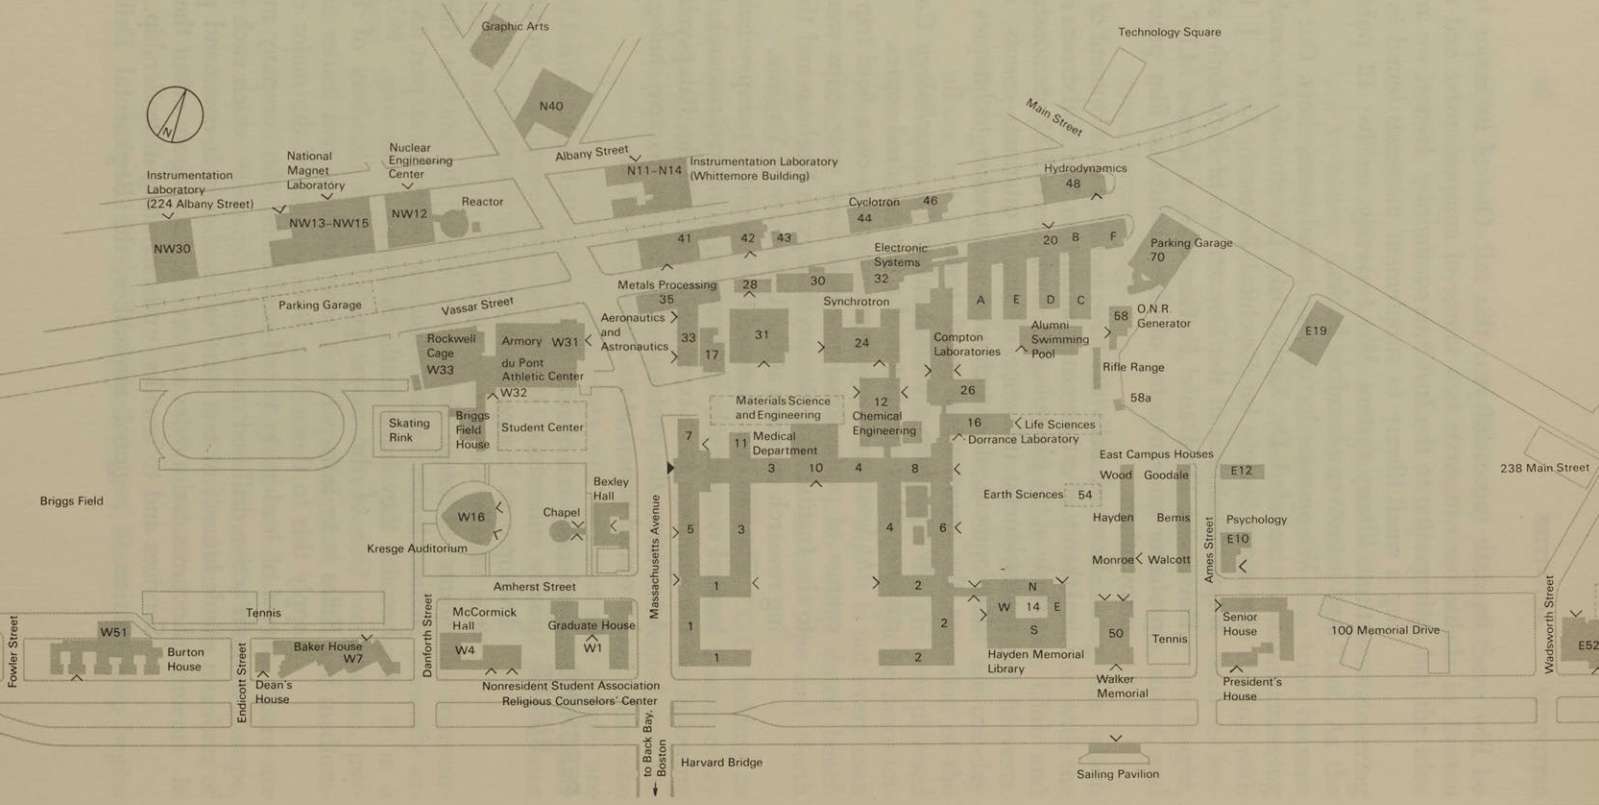 Graphic Arts
Technology Square
N40
Main Street
N
Albany Street
Nuclear
Engineering
Center
National
Magnet
Laboratory
Instrumentation
Laboratory
(224 Albany Street)
N11–N14
Instrumentation Laboratory
(Whittemore Building)
Hydrodynamics
48
Reactor
NW12
NW13–NW15
NW30
Cyclotron
44
46
41
42
43
Electronic
Systems
32
20
B
F
Parking Garage
70
Metals Processing
35
28
30
Synchrotron
A
E
D
C
Parking Garage
Vassar Street
Aeronautics
and
Astronautics
33
17
31
24
Compton
Laboratories
Alumni
Swimming
Pool
58
O.N.R.
Generator
E19
Rockwell
Cage
W33
Armory W31
du Pont
Athletic Center
W32
Rifle Range
58a
26
12
Chemical
Engineering
Materials Science
and Engineering
Skating
Rink
Briggs
Field
House
Student Center
7
11
Medical
Department
16
Life Sciences
Dorrance Laboratory
3
10
4
8
East Campus Houses
Wood
Goodale
E12
238 Main Street
Briggs Field
Bexley
Hall
Earth Sciences
54
W16
Chapel
Kresge Auditorium
Massachusetts Avenue
5
3
4
6
Hayden
Bemis
Ames Street
Psychology
E10
Monroe
Walcott
Amherst Street
1
2
N
W
14
E
S
Tennis
Danforth Street
McCormick
Hall
W4
Graduate House
W1
1
2
50
Tennis
Senior
House
100 Memorial Drive
Wadsworth Street
E52
Fowler Street
W51
Burton
House
Endicott Street
Baker House
W7
Dean's
House
1
2
Hayden Memorial
Library
Walker
Memorial
President's
House
Nonresident Student Association
Religious Counselors' Center
to Back Bay,
Boston
Harvard Bridge
Sailing Pavilion